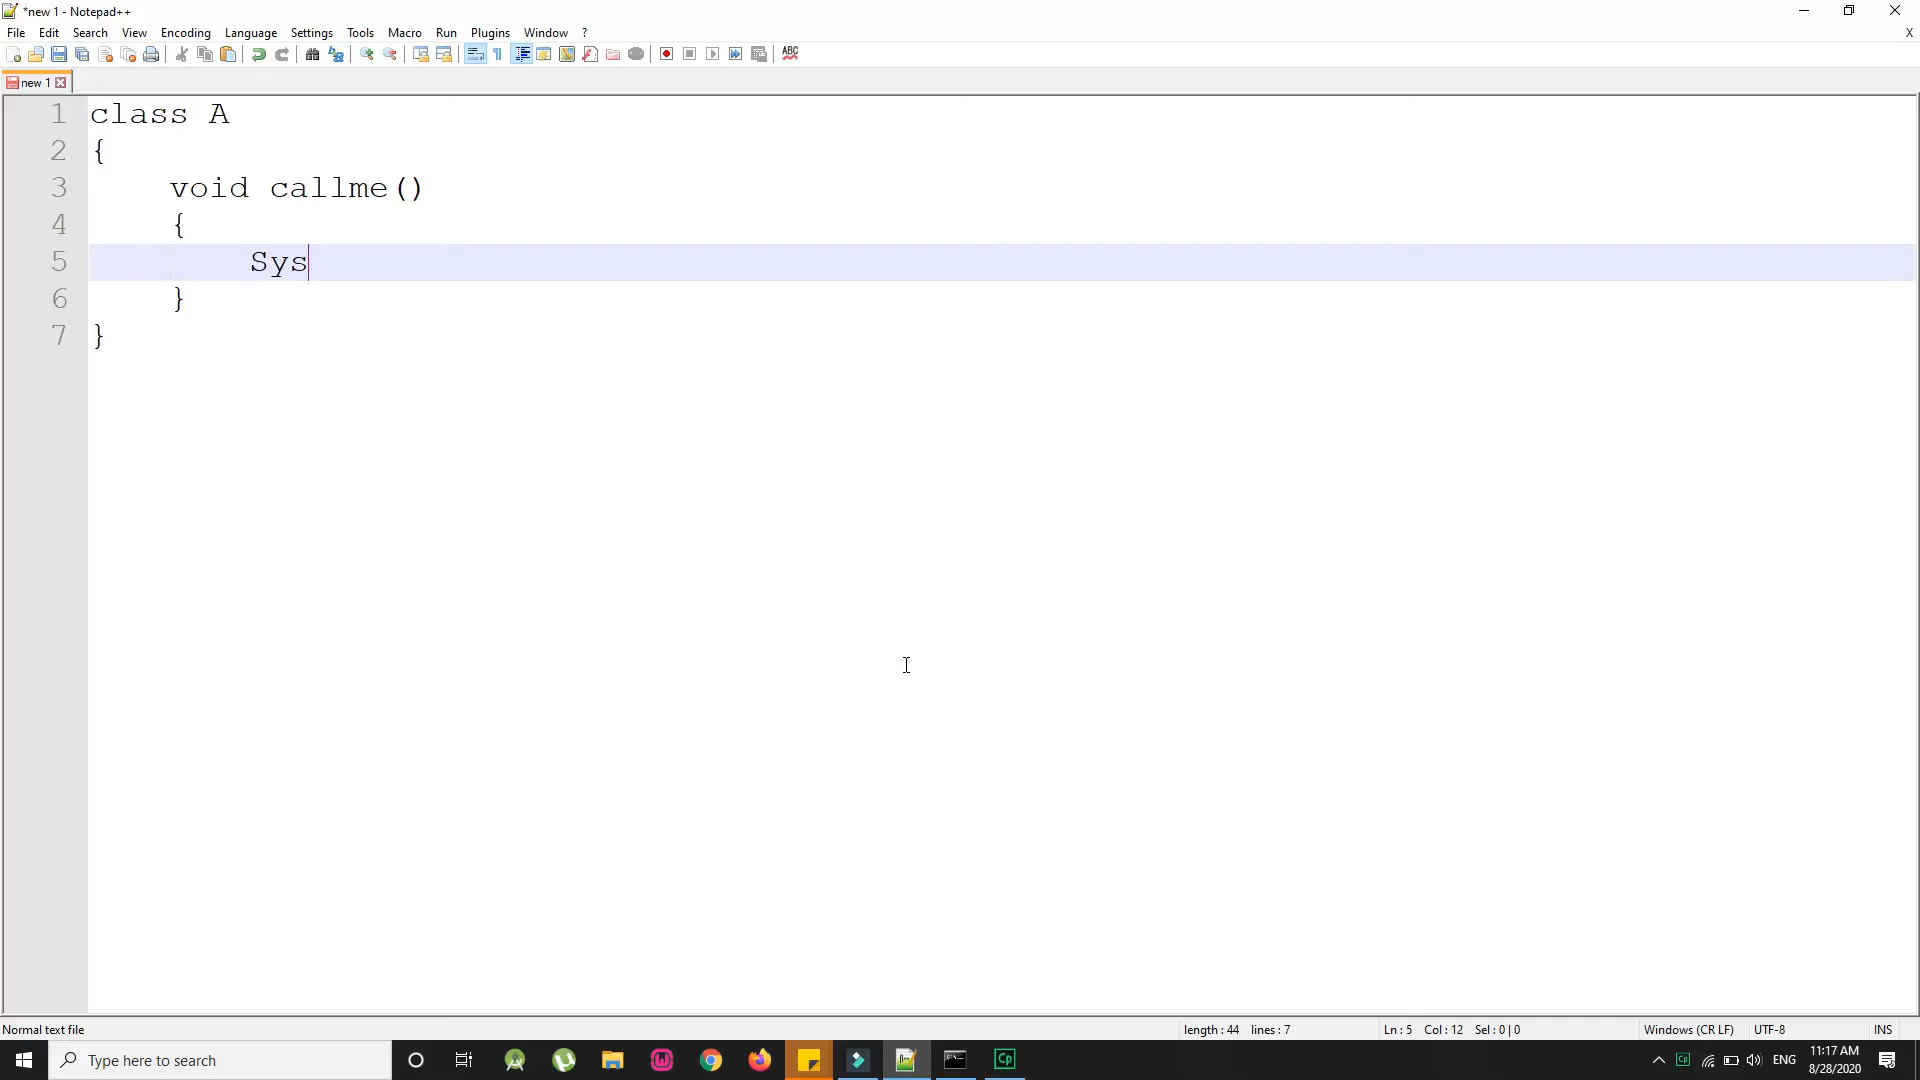 *new 1 - Notepad++
File Edit Search View Encoding Language Settings Tools Macro Run Plugins Window ? X
ABC
new 1
1 class A
2 {
3 void callme()
4 {
5 Sys
6 }
7 }
Normal text file length : 44 lines : 7 Ln : 5 Col : 12 Sel : 0 | 0 Windows (CR LF) UTF-8 INS
Type here to search Cp Cp ENG 11:17 AM
8/28/2020